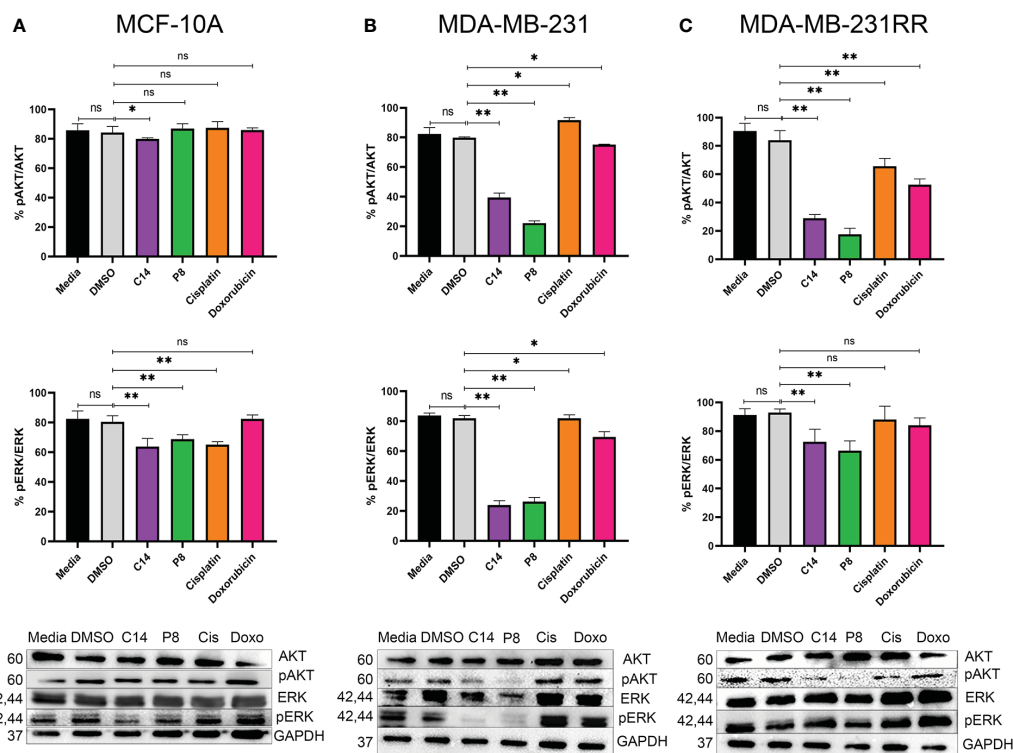 A MCF-10A
B MDA-MB-231
C MDA-MB-231RR
ns
ns
ns
ns *
100
80
60
40
20
0
% pAKT/AKT
Media DMSO C14 P8 Cisplatin Doxorubicin
*
*
**
ns **
100
80
60
40
20
0
% pAKT/AKT
Media DMSO C14 P8 Cisplatin Doxorubicin
**
**
**
ns **
100
80
60
40
20
0
% pAKT/AKT
Media DMSO C14 P8 Cisplatin Doxorubicin
ns
**
**
ns **
100
80
60
40
20
0
% pERK/ERK
Media DMSO C14 P8 Cisplatin Doxorubicin
*
*
**
ns **
100
80
60
40
20
0
% pERK/ERK
Media DMSO C14 P8 Cisplatin Doxorubicin
ns
ns
**
ns **
100
80
60
40
20
0
% pERK/ERK
Media DMSO C14 P8 Cisplatin Doxorubicin
Media DMSO C14 P8 Cis Doxo
60 AKT
60 pAKT
2,44 ERK
2,44 pERK
37 GAPDH
Media DMSO C14 P8 Cis Doxo
60 AKT
60 pAKT
42,44 ERK
42,44 pERK
37 GAPDH
Media DMSO C14 P8 Cis Doxo
60 AKT
60 pAKT
42,44 ERK
42,44 pERK
37 GAPDH